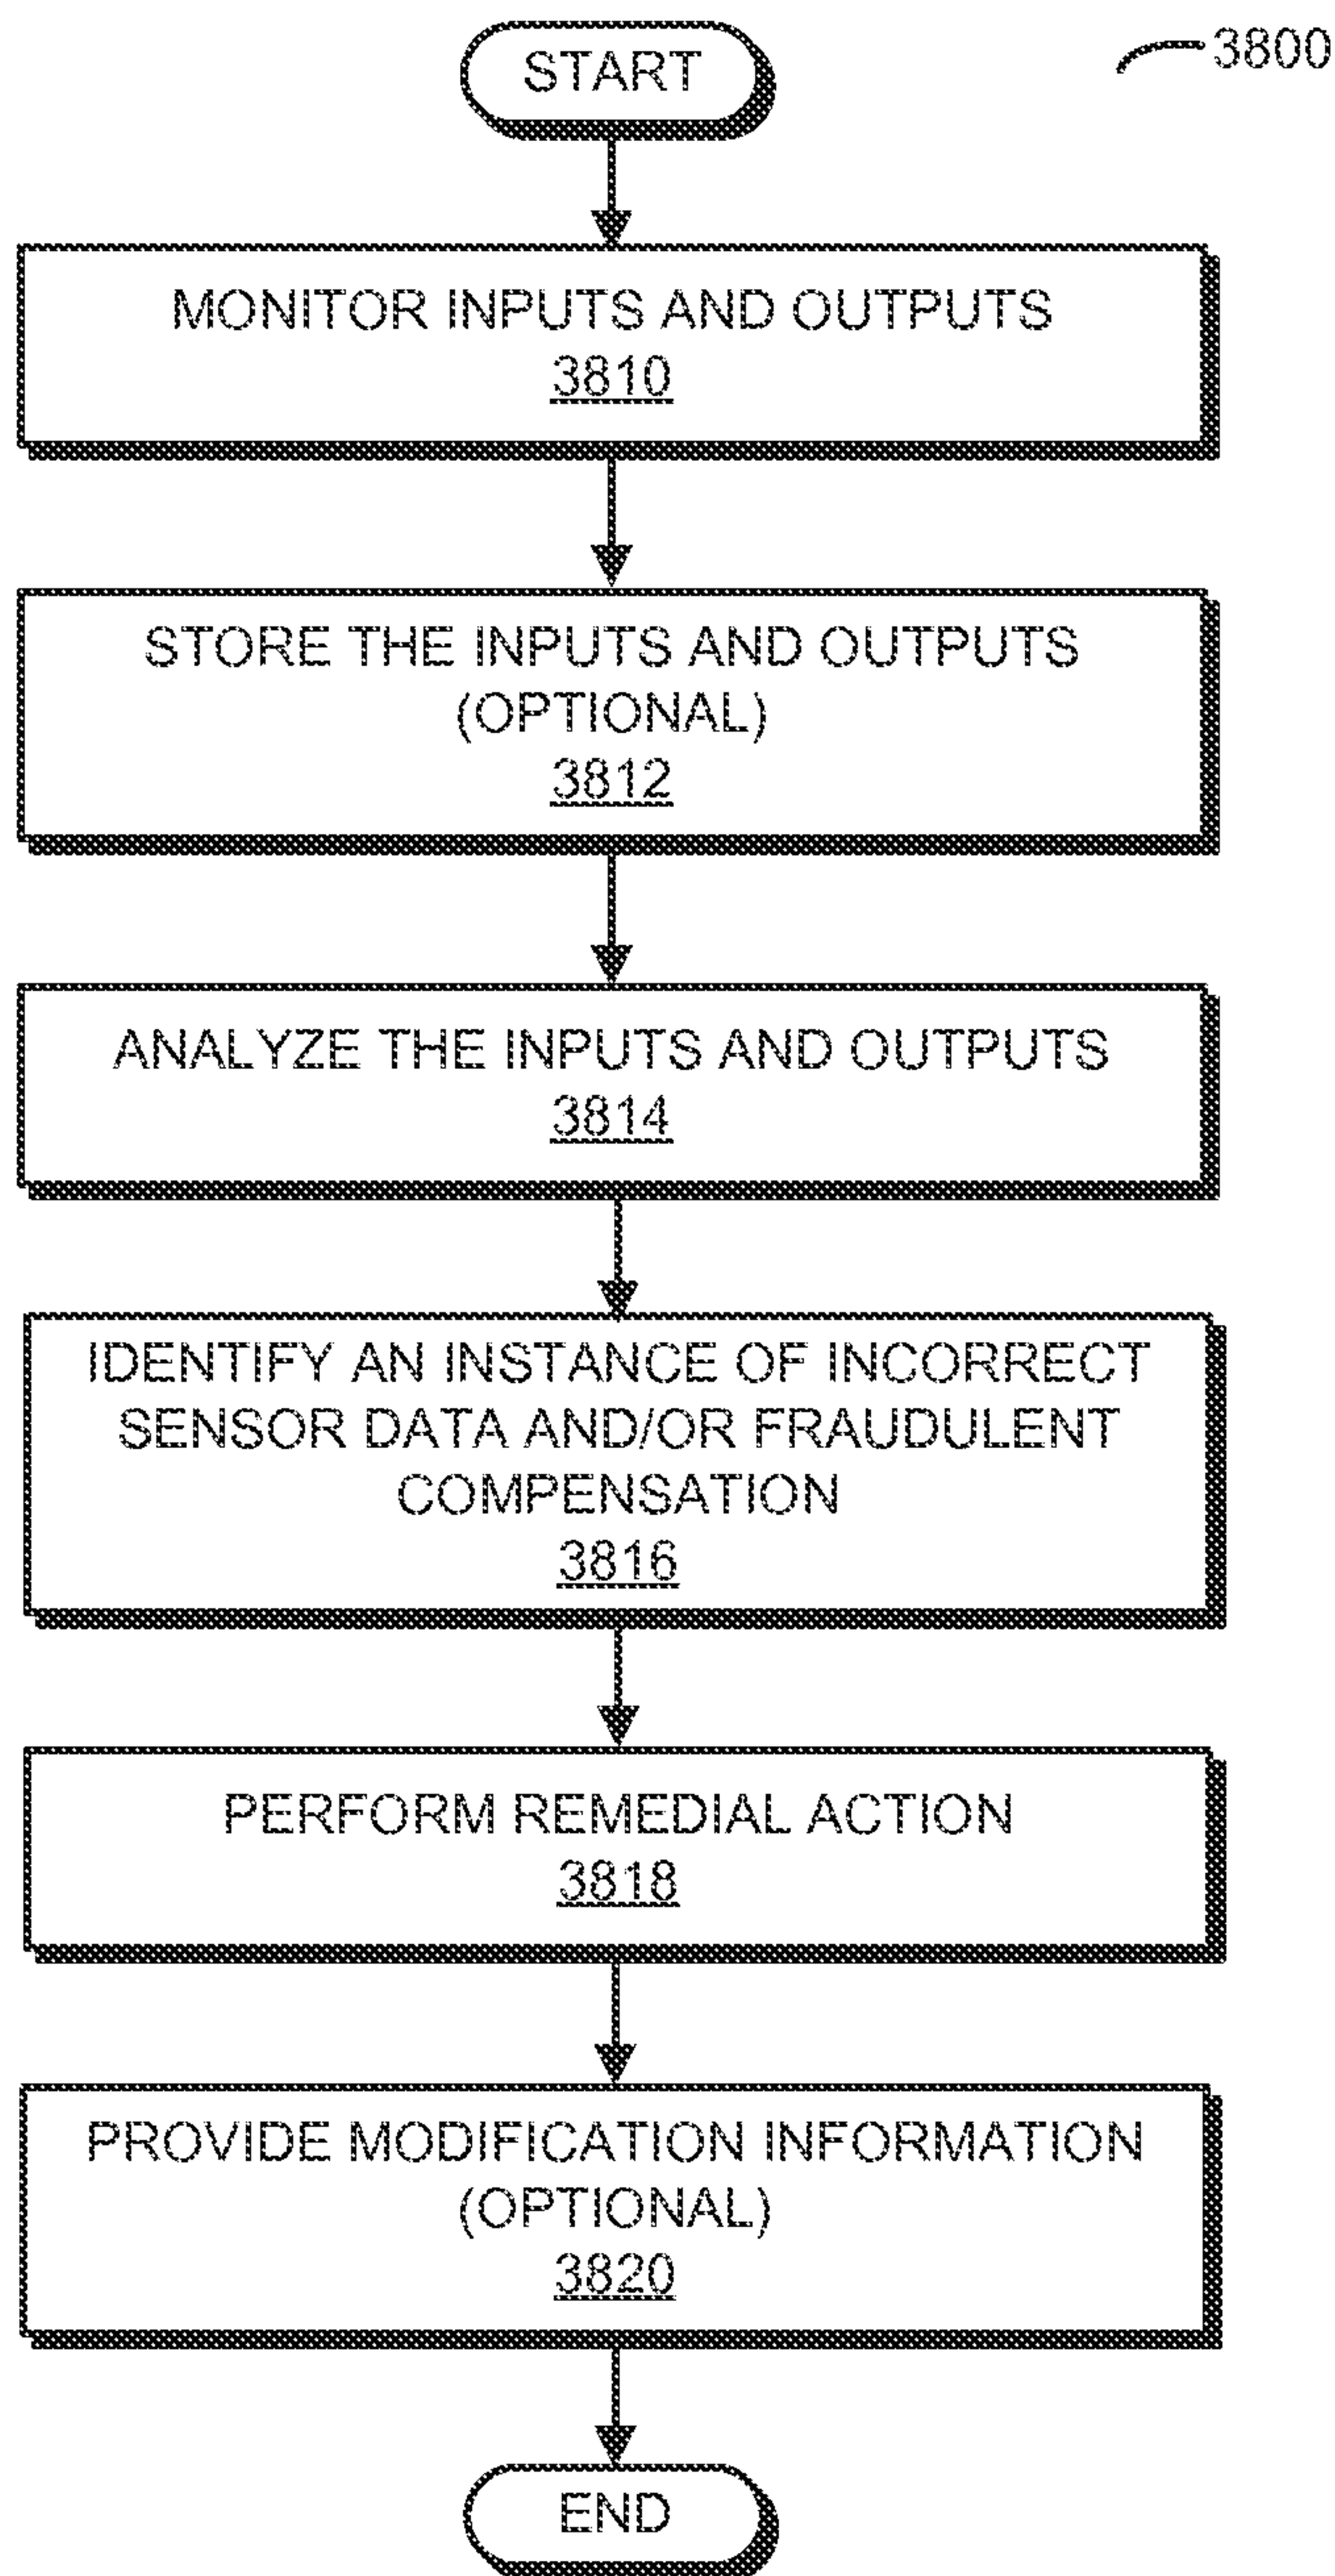 START
3800
MONITOR INPUTS AND OUTPUTS
3810
STORE THE INPUTS AND OUTPUTS
(OPTIONAL)
3812
ANALYZE THE INPUTS AND OUTPUTS
3814
IDENTIFY AN INSTANCE OF INCORRECT
SENSOR DATA AND/OR FRAUDULENT
COMPENSATION
3816
PERFORM REMEDIAL ACTION
3818
PROVIDE MODIFICATION INFORMATION
(OPTIONAL)
3820
END